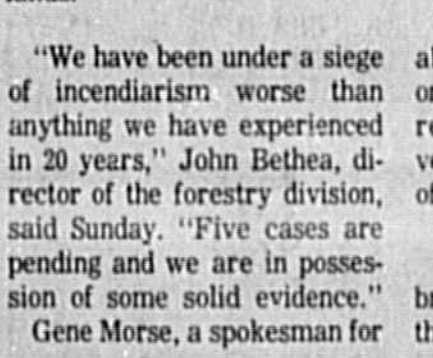 "We have been under a siege
of incendiarism worse than
anything we have experienced
in 20 years," John Bethea, di-
rector of the forestry division,
said Sunday. "Five cases are
pending and we are in posses-
sion of some solid evidence."
Gene Morse, a spokesman for